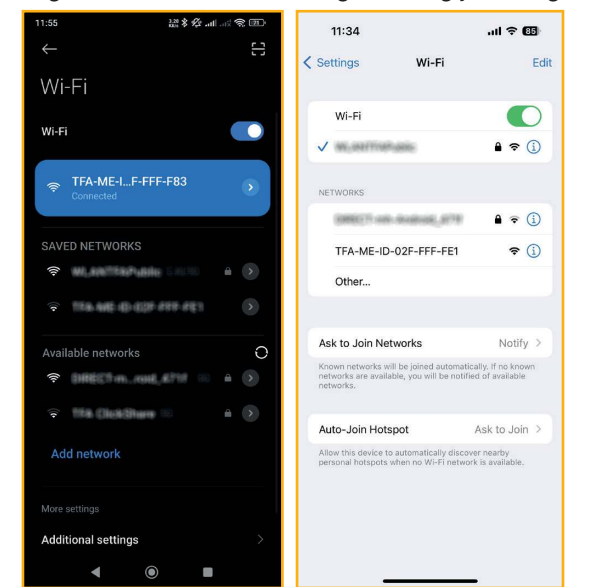 11:55
Wi-Fi
Wi-Fi
TFA-ME-I...F-FFF-F83
Connected
SAVED NETWORKS
Available networks
Add network
More settings
Additional settings
11:34
85
Settings
Wi-Fi
Edit
Wi-Fi
NETWORKS
TFA-ME-ID-02F-FFF-FE1
Other...
Ask to Join Networks
Notify
Known networks will be joined automatically. If no known
networks are available, you will be notified of available
networks.
Auto-Join Hotspot
Ask to Join
Allow this device to automatically discover nearby
personal hotspots when no Wi-Fi network is available.